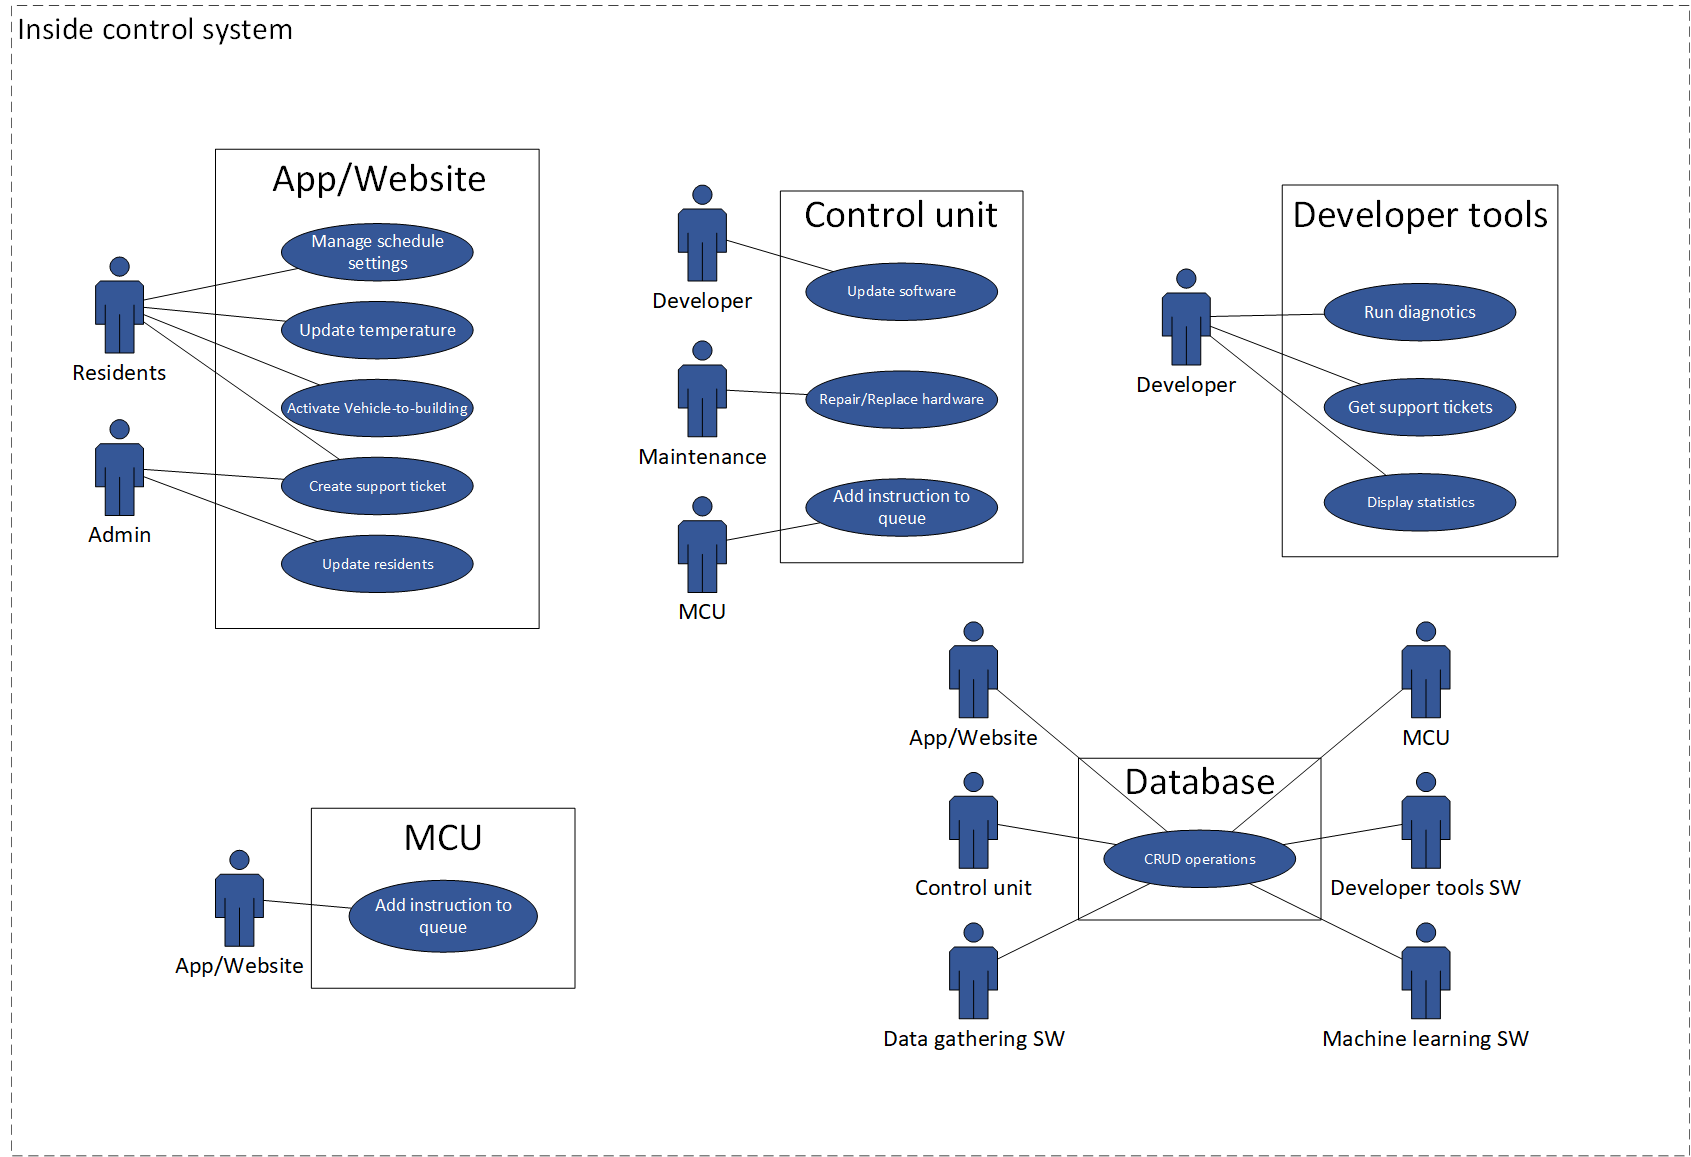 Inside control system
App/Website
Manage schedule
settings
Update temperature
Activate Vehicle-to-building
Create support ticket
Update residents
Residents
Admin
Control unit
Developer
Update software
Maintenance
Repair/Replace hardware
MCU
Add instruction to
queue
Developer tools
Developer
Run diagnotics
Get support tickets
Display statistics
MCU
App/Website
Add instruction to
queue
Database
App/Website
MCU
Control unit
CRUD operations
Developer tools SW
Data gathering SW
Machine learning SW